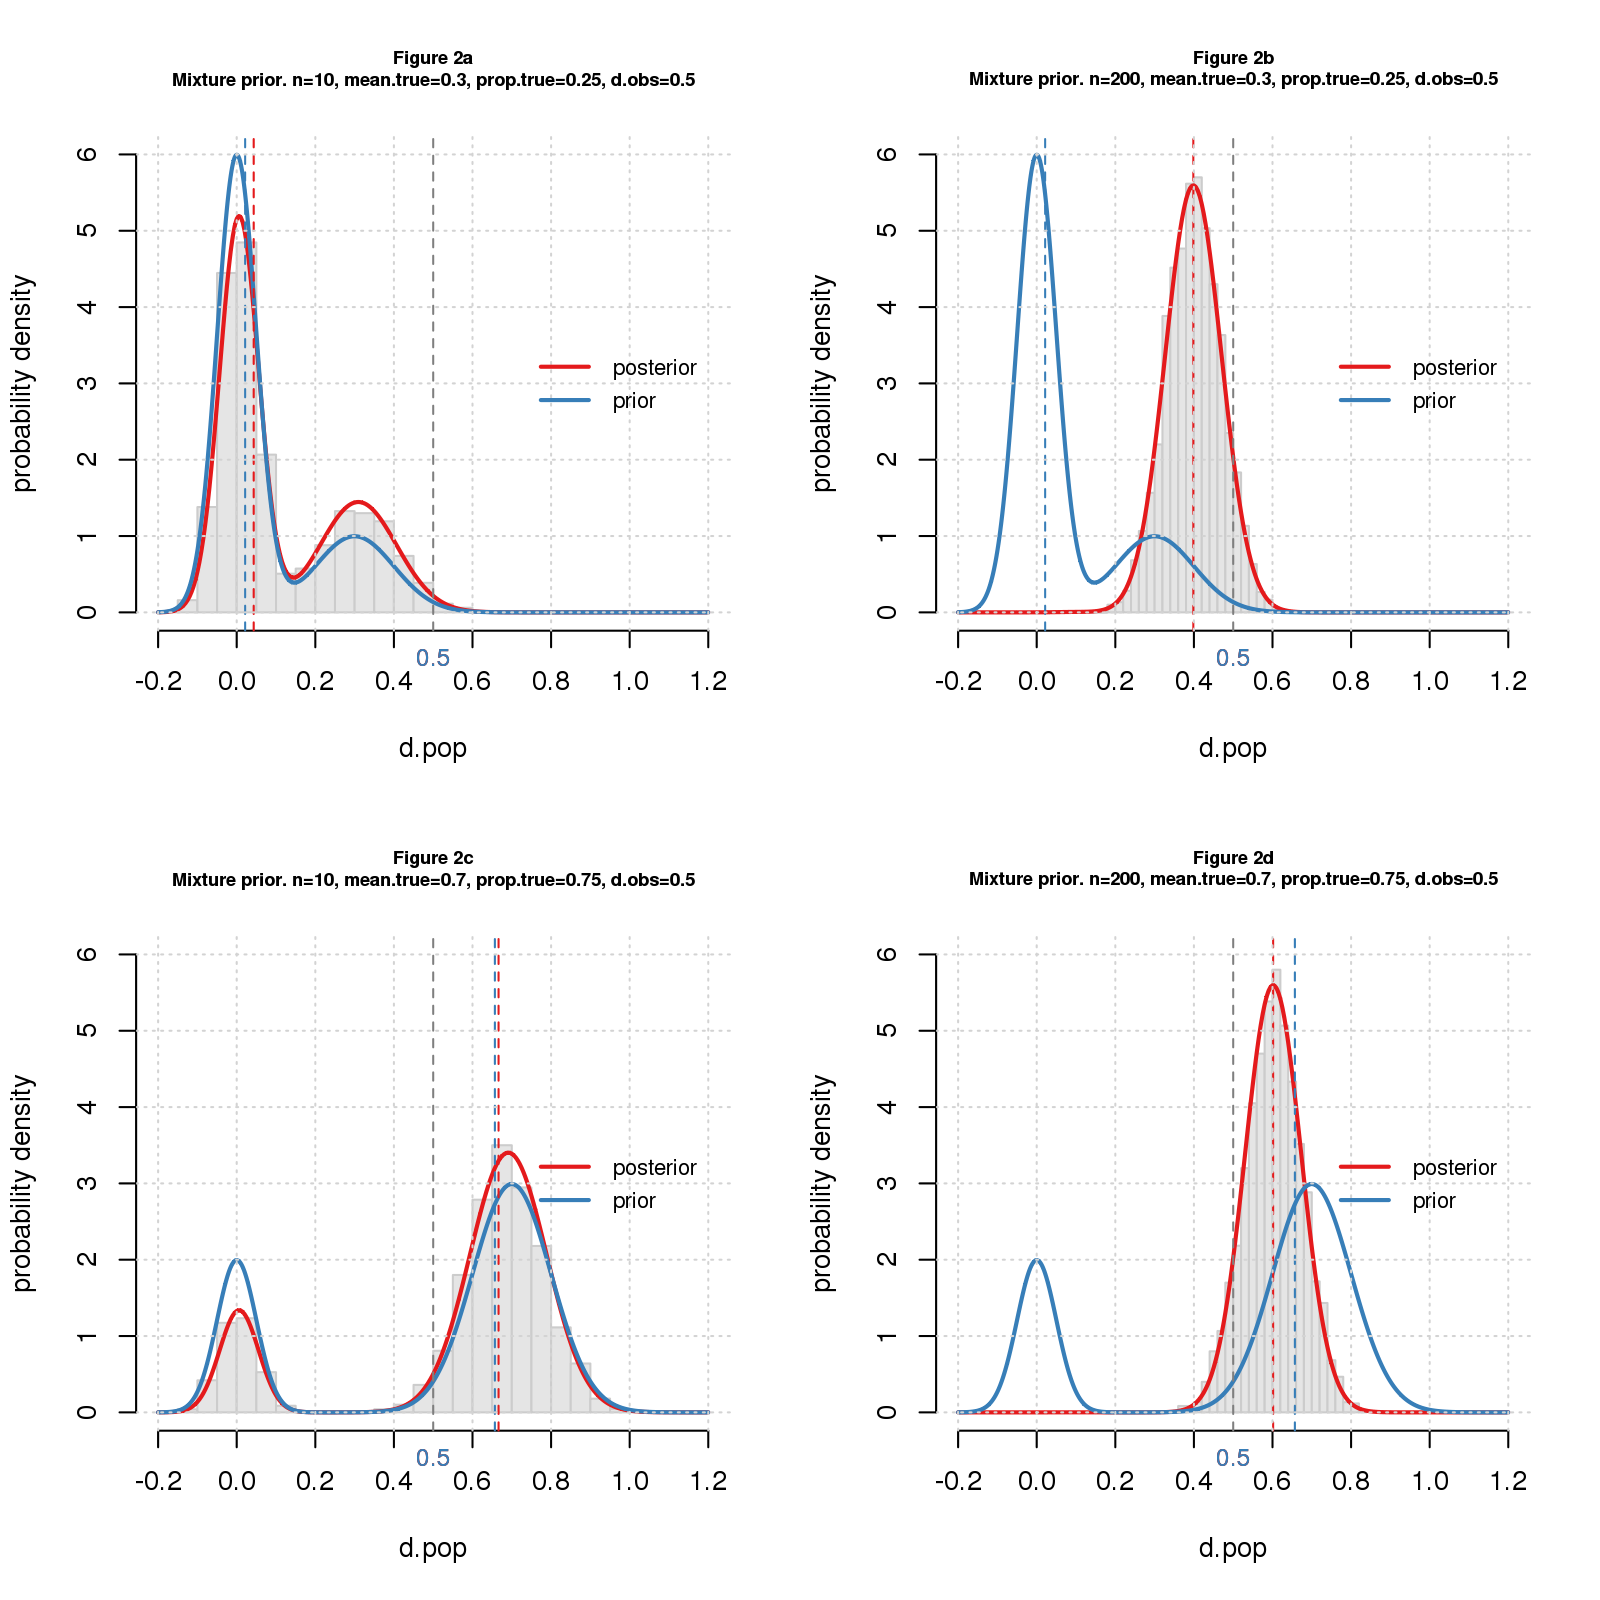 Figure 2a
Mixture prior. n=10, mean.true=0.3, prop.true=0.25, d.obs=0.5
probability density
6
5
4
3
2
1
0
posterior
prior
0.5
-0.2 0.0 0.2 0.4 0.6 0.8 1.0 1.2
d.pop
Figure 2b
Mixture prior. n=200, mean.true=0.3, prop.true=0.25, d.obs=0.5
probability density
6
5
4
3
2
1
0
posterior
prior
0.5
-0.2 0.0 0.2 0.4 0.6 0.8 1.0 1.2
d.pop
Figure 2c
Mixture prior. n=10, mean.true=0.7, prop.true=0.75, d.obs=0.5
probability density
6
5
4
3
2
1
0
posterior
prior
0.5
-0.2 0.0 0.2 0.4 0.6 0.8 1.0 1.2
d.pop
Figure 2d
Mixture prior. n=200, mean.true=0.7, prop.true=0.75, d.obs=0.5
probability density
6
5
4
3
2
1
0
posterior
prior
0.5
-0.2 0.0 0.2 0.4 0.6 0.8 1.0 1.2
d.pop